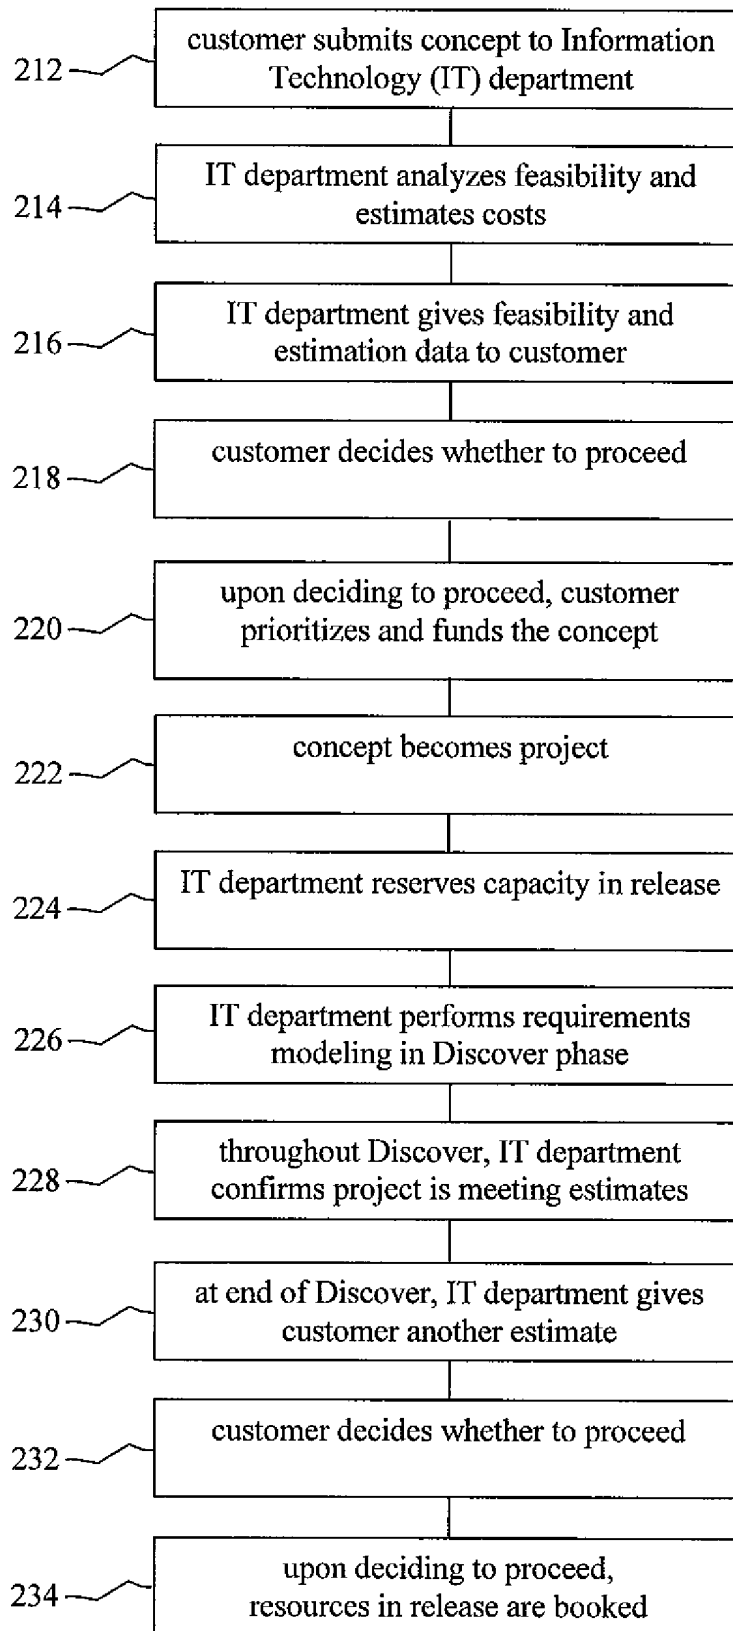 customer submits concept to Information
212
Technology (IT) department
IT department analyzes feasibility and
214
estimates costs
IT department gives feasibility and
216
estimation data to customer
customer decides whether to proceed
218
upon deciding to proceed, customer
220
prioritizes and funds the concept
concept becomes project
222
IT department reserves capacity in release
224
IT department performs requirements
226
modeling in Discover phase
throughout Discover, IT department
228
confirms project is meeting estimates
at end of Discover, IT department gives
230
customer another estimate
customer decides whether to proceed
232
upon deciding to proceed,
234
resources in release are booked